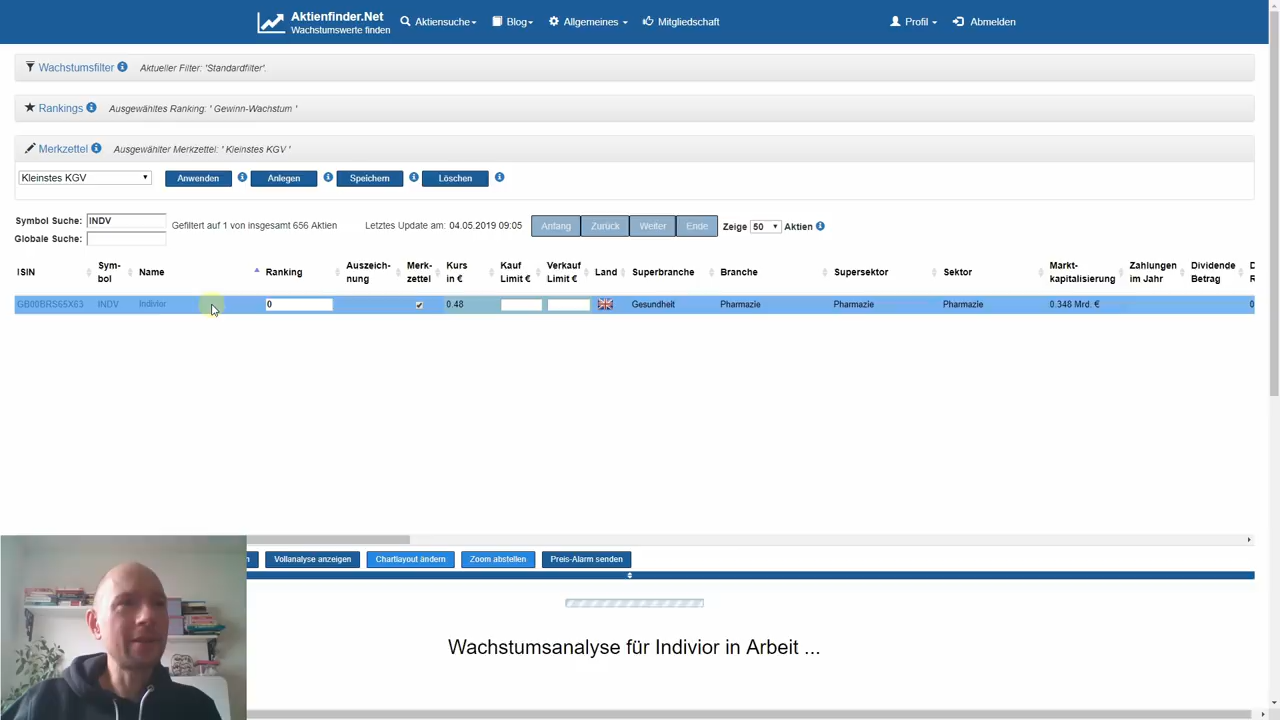 Aktienfinder.Net
Wachstumswerte finden
Aktiensuche
Blog
Allgemeines
Mitgliedschaft
Profil
Abmelden
Wachstumsfilter Aktueller Filter: 'Standardfilter'.
Rankings Ausgewähltes Ranking: ' Gewinn-Wachstum '
Merkzettel Ausgewählter Merkzettel: ' Kleinstes KGV '
Kleinstes KGV Anwenden Anlegen Speichern Löschen
Symbol Suche: INDV Gefiltert auf 1 von insgesamt 656 Aktien Letztes Update am: 04.05.2019 09:05 Anfang Zurück Weiter Ende Zeige 50 Aktien
Globale Suche:
ISIN Sym-bol Name Ranking Auszeich-nung Merk-zettel Kurs in € Kauf Limit € Verkauf Limit € Land Superbranche Branche Supersektor Sektor Markt-kapitalisierung Zahlungen im Jahr Dividende Betrag
GB00BRS65X63 INDV Indivior 0 0.48 Gesundheit Pharmazie Pharmazie Pharmazie 0.348 Mrd. € 0
Vollanalyse anzeigen Chartlayout ändern Zoom abstellen Preis-Alarm senden
Wachstumsanalyse für Indivior in Arbeit ...